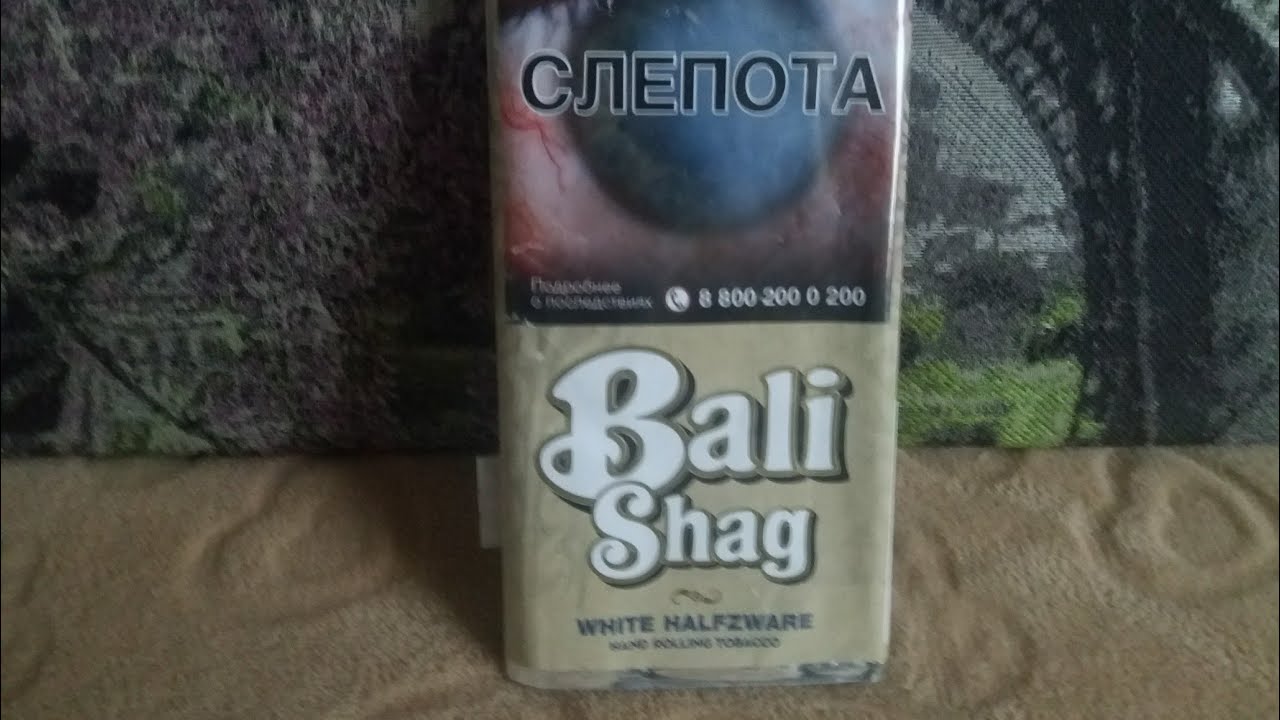 СЛЕПОТА
Подробнее
о последствиях 8 800 200 0 200
Bali
Shag
WHITE HALFZWARE
HAND ROLLING TOBACCO